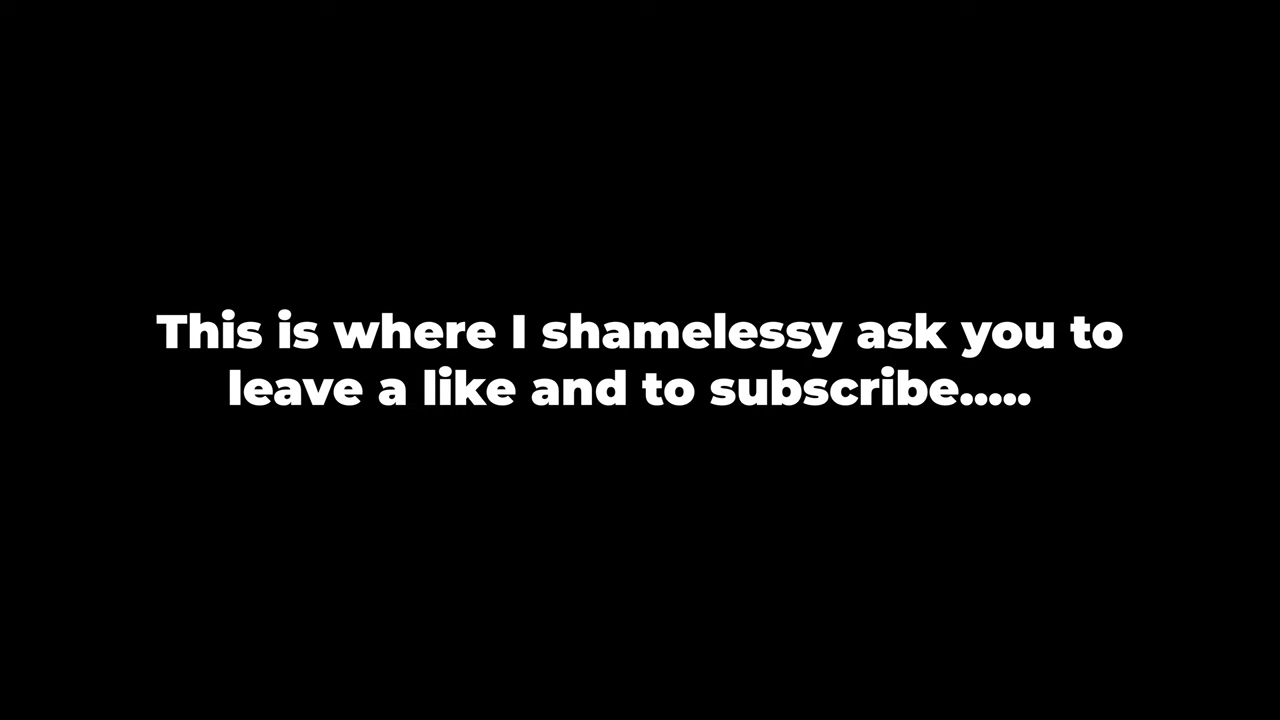 This is where I shamelessy ask you to
leave a like and to subscribe.....